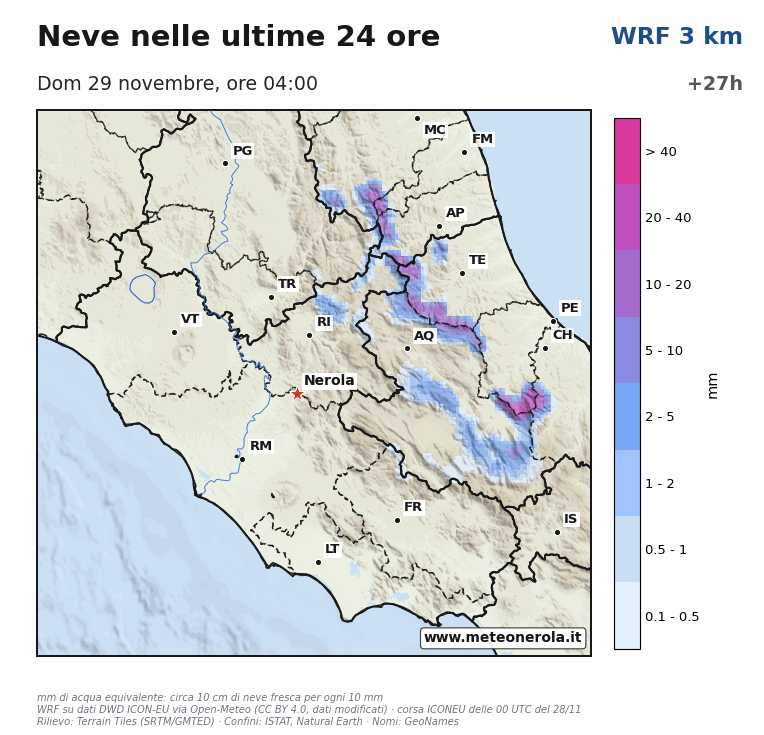 Neve nelle ultime 24 ore
WRF 3 km
Dom 29 novembre, ore 04:00
+27h
MC
FM
PG
AP
TE
TR
PE
VT
RI
AQ
CH
Nerola
RM
FR
IS
LT
www.meteonerola.it
> 40
20 - 40
10 - 20
5 - 10
2 - 5
1 - 2
0.5 - 1
0.1 - 0.5
mm
mm di acqua equivalente: circa 10 cm di neve fresca per ogni 10 mm
WRF su dati DWD ICON-EU via Open-Meteo (CC BY 4.0, dati modificati) · corsa ICONEU delle 00 UTC del 28/11
Rilievo: Terrain Tiles (SRTM/GMTED) · Confini: ISTAT, Natural Earth · Nomi: GeoNames